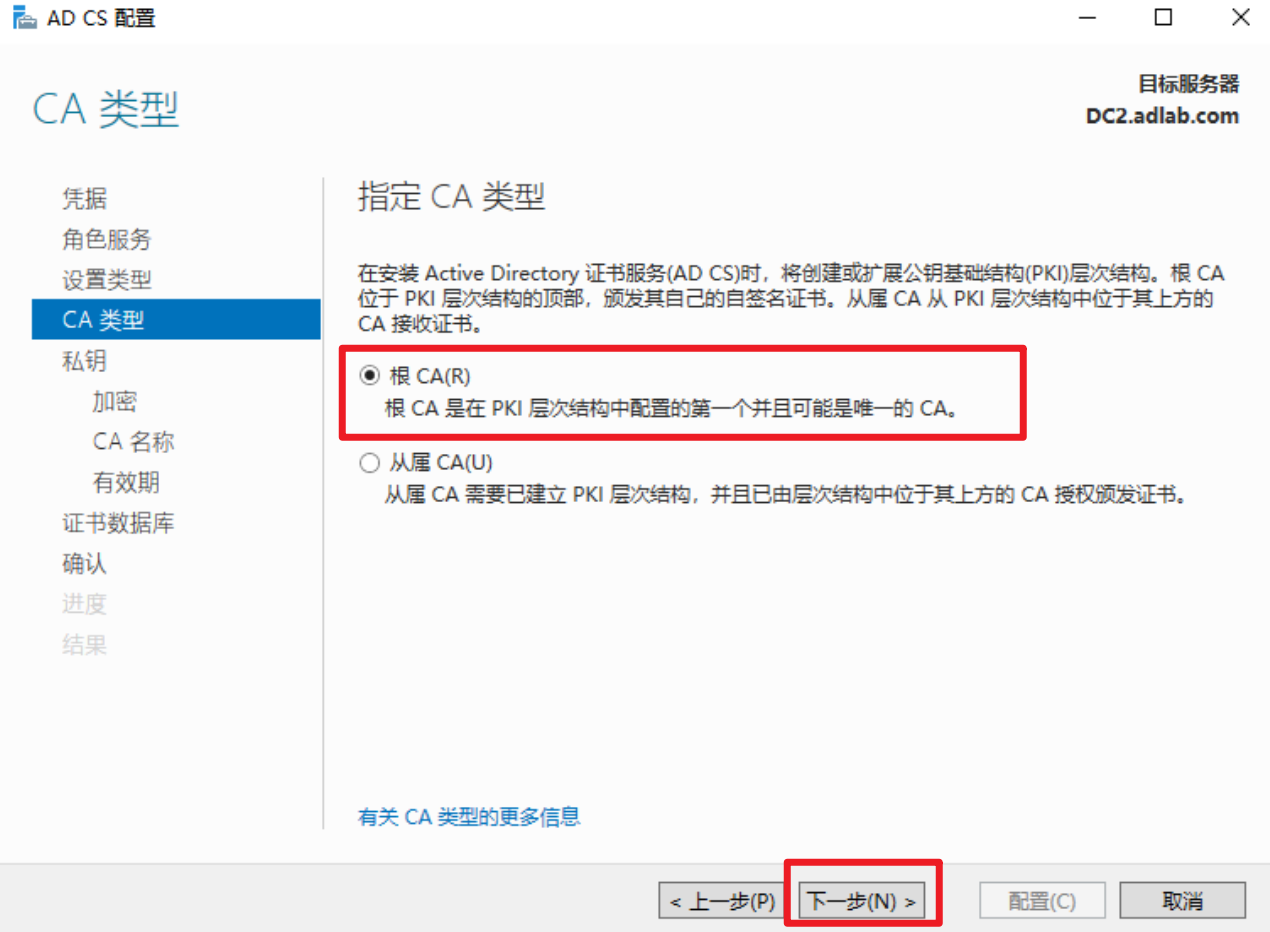 AD CS 配置
CA 类型
目标服务器
DC2.adlab.com
凭据
角色服务
设置类型
CA 类型
私钥
加密
CA 名称
有效期
证书数据库
确认
进度
结果
指定 CA 类型
在安装 Active Directory 证书服务(AD CS)时，将创建或扩展公钥基础结构(PKI)层次结构。根 CA
位于 PKI 层次结构的顶部，颁发其自己的自签名证书。从属 CA 从 PKI 层次结构中位于其上方的
CA 接收证书。
根 CA(R)
根 CA 是在 PKI 层次结构中配置的第一个并且可能是唯一的 CA。
从属 CA(U)
从属 CA 需要已建立 PKI 层次结构，并且已由层次结构中位于其上方的 CA 授权颁发证书。
有关 CA 类型的更多信息
< 上一步(P)
下一步(N) >
配置(C)
取消